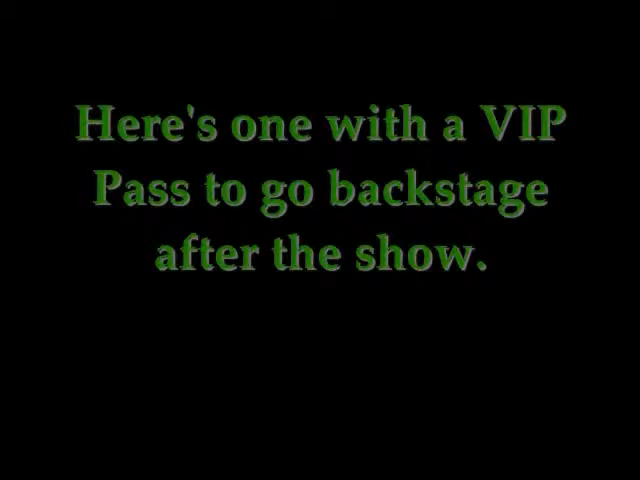 Here's one with a VIP
Pass to go backstage
after the show.